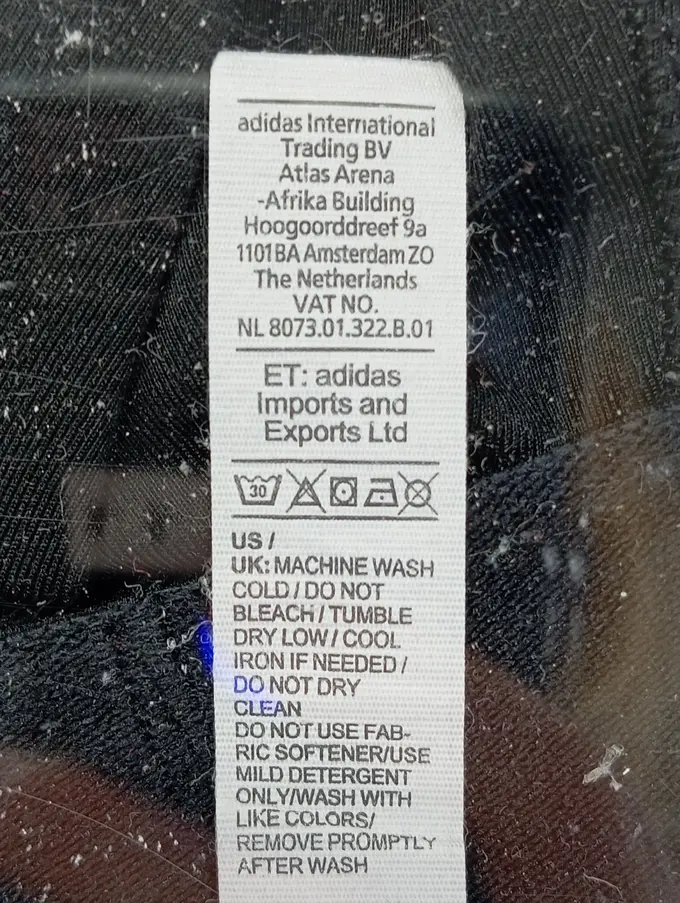 adidas International
Trading BV
Atlas Arena
-Afrika Building
Hoogoorddreef 9a
1101 BA Amsterdam ZO
The Netherlands
VAT NO.
NL 8073.01.322.B.01
ET: adidas
Imports and
Exports Ltd
30
US /
UK: MACHINE WASH
COLD / DO NOT
BLEACH / TUMBLE
DRY LOW / COOL
IRON IF NEEDED /
DO NOT DRY
CLEAN
DO NOT USE FAB-
RIC SOFTENER/USE
MILD DETERGENT
ONLY/WASH WITH
LIKE COLORS/
REMOVE PROMPTLY
AFTER WASH